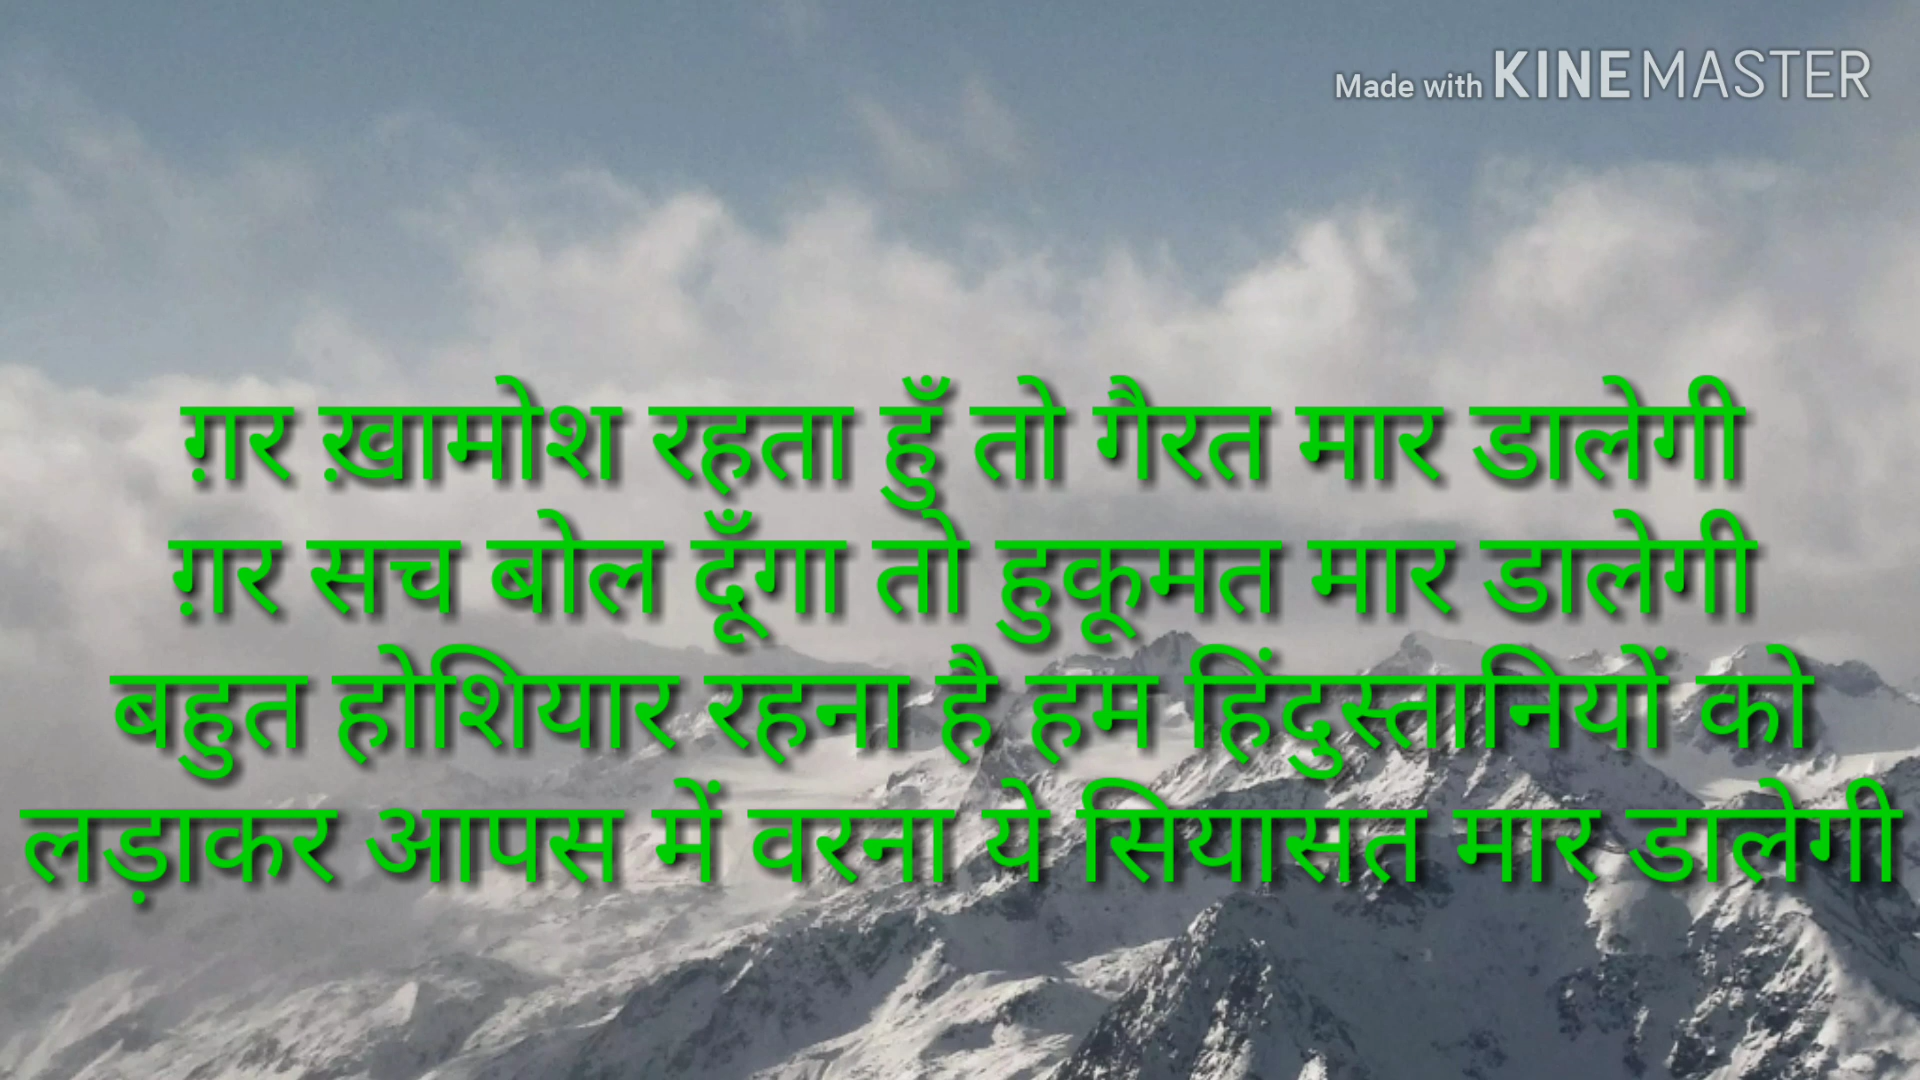 Made with KINEMASTER
ग़र ख़ामोश रहता हुँ तो गैरत मार डालेगी
ग़र सच बोल दूँगा तो हुकूमत मार डालेगी
बहुत होशियार रहना है हम हिंदुस्तानियों को
लड़ाकर आपस में वरना ये सियासत मार डालेगी